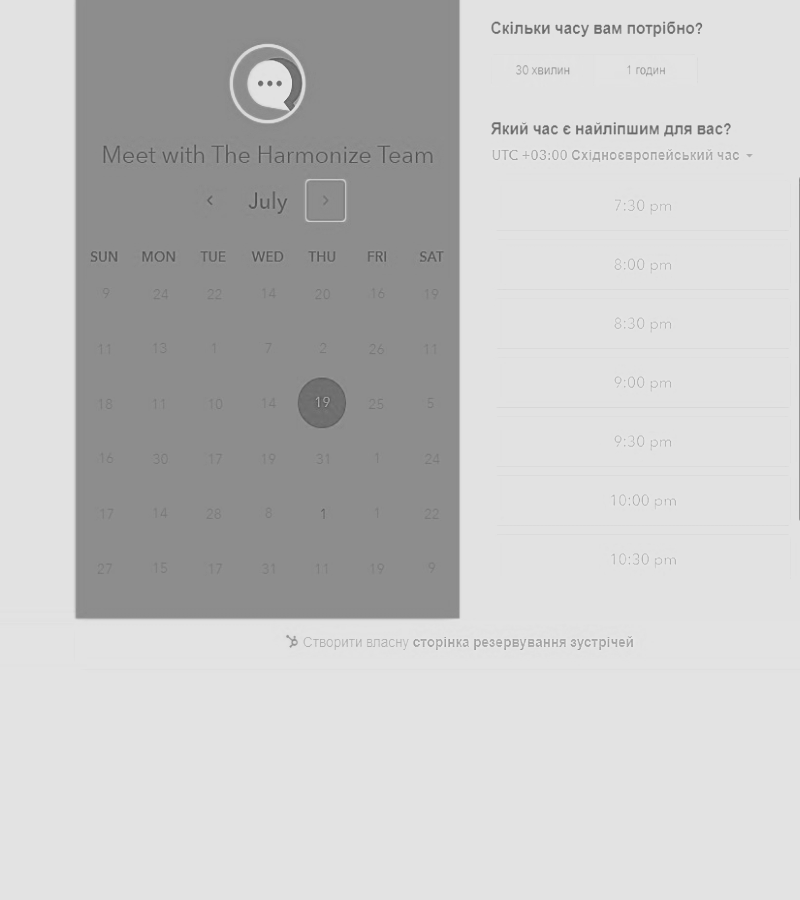 Meet with The Harmonize Team
July
SUN MON TUE WED THU FRI SAT
9 24 22 14 20 16 19
11 13 1 7 2 26 11
18 11 10 14 19 25 5
16 30 17 19 31 1 24
17 14 28 8 1 1 22
27 15 17 31 11 19 9
Скільки часу вам потрібно?
30 хвилин 1 годин
Який час є найліпшим для вас?
UTC +03:00 Східноєвропейський час
7:30 pm
8:00 pm
8:30 pm
9:00 pm
9:30 pm
10:00 pm
10:30 pm
Створити власну сторінка резервування зустрічей